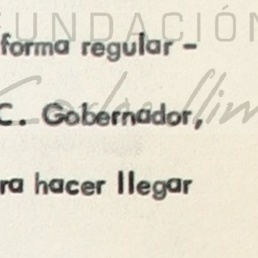 FUNDACIÓN
forma regular -
C. Gobernador,
ra hacer llegar